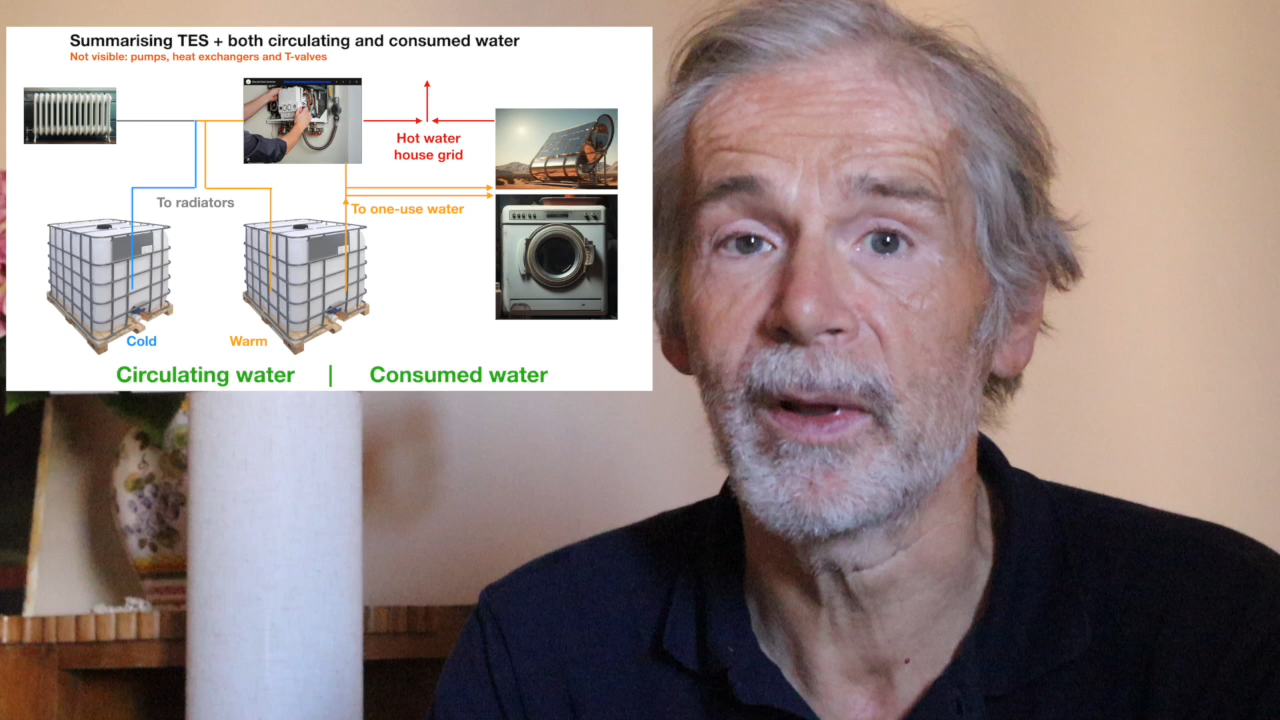 Summarising TES + both circulating and consumed water
Not visible: pumps, heat exchangers and T-valves
Hot water
house grid
To radiators
To one-use water
Cold
Warm
Circulating water | Consumed water